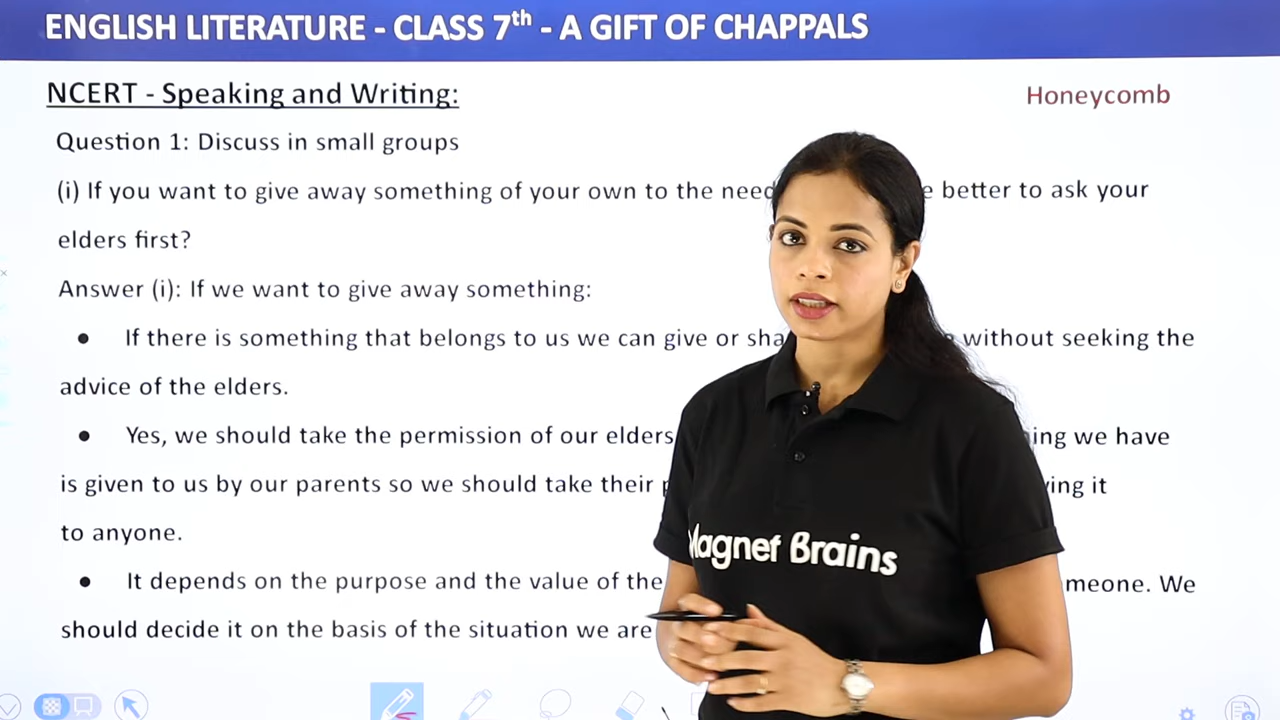 ENGLISH LITERATURE - CLASS 7th - A GIFT OF CHAPPALS
NCERT - Speaking and Writing:
Honeycomb
Question 1: Discuss in small groups
(i) If you want to give away something of your own to the better to ask your
elders first?
Answer (i): If we want to give away something:
● If there is something that belongs to us we can give or without seeking the
advice of the elders.
● Yes, we should take the permission of our elders we have
is given to us by our parents so we should take their it
to anyone.
● It depends on the purpose and the value of the We
should decide it on the basis of the situation we are
Magnet Brains